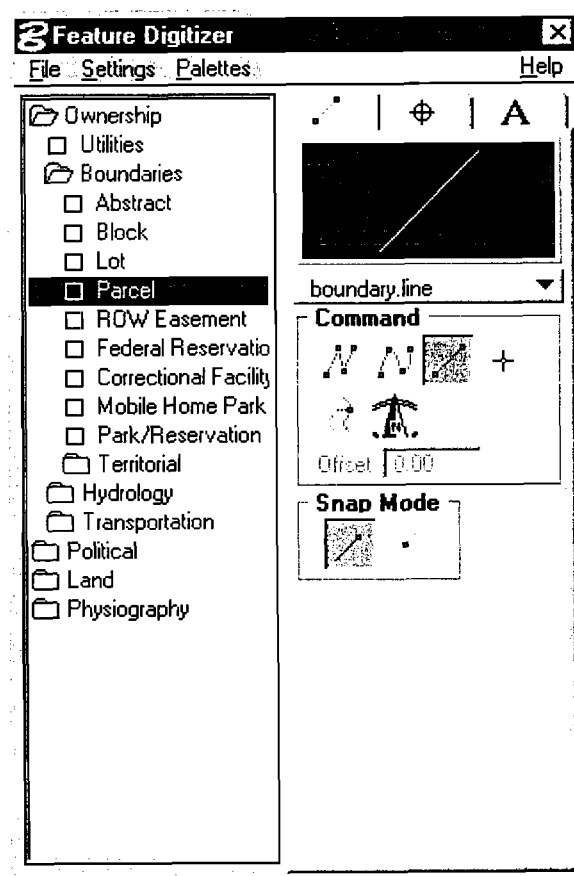 Feature Digitizer
File Settings Palettes Help
Ownership
Utilities
Boundaries
Abstract
Block
Lot
Parcel
ROW Easement
Federal Reservatio
Correctional Facility
Mobile Home Park
Park/Reservation
Territorial
Hydrology
Transportation
Political
Land
Physiography
A
boundary.line
Command
N
Offset 0.00
Snap Mode